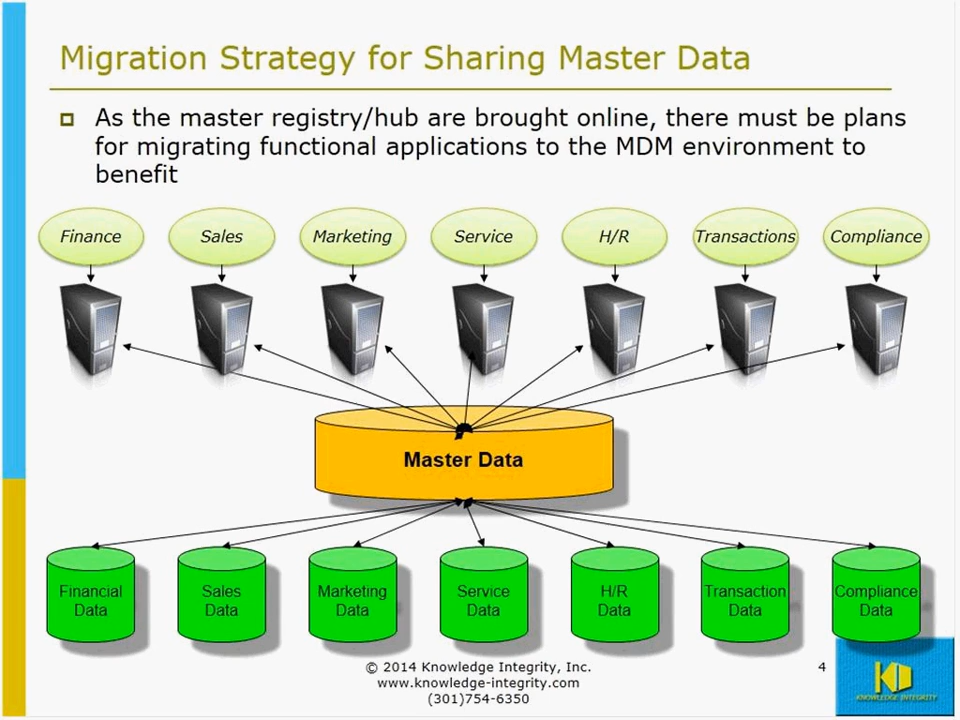 Migration Strategy for Sharing Master Data
As the master registry/hub are brought online, there must be plans
for migrating functional applications to the MDM environment to
benefit
Finance Sales Marketing Service H/R Transactions Compliance
Master Data
Financial Sales Marketing Service H/R Transaction Compliance
Data Data Data Data Data Data Data
© 2014 Knowledge Integrity, Inc. 4
www.knowledge-integrity.com
(301)754-6350
KNOWLEDGE INTEGRITY